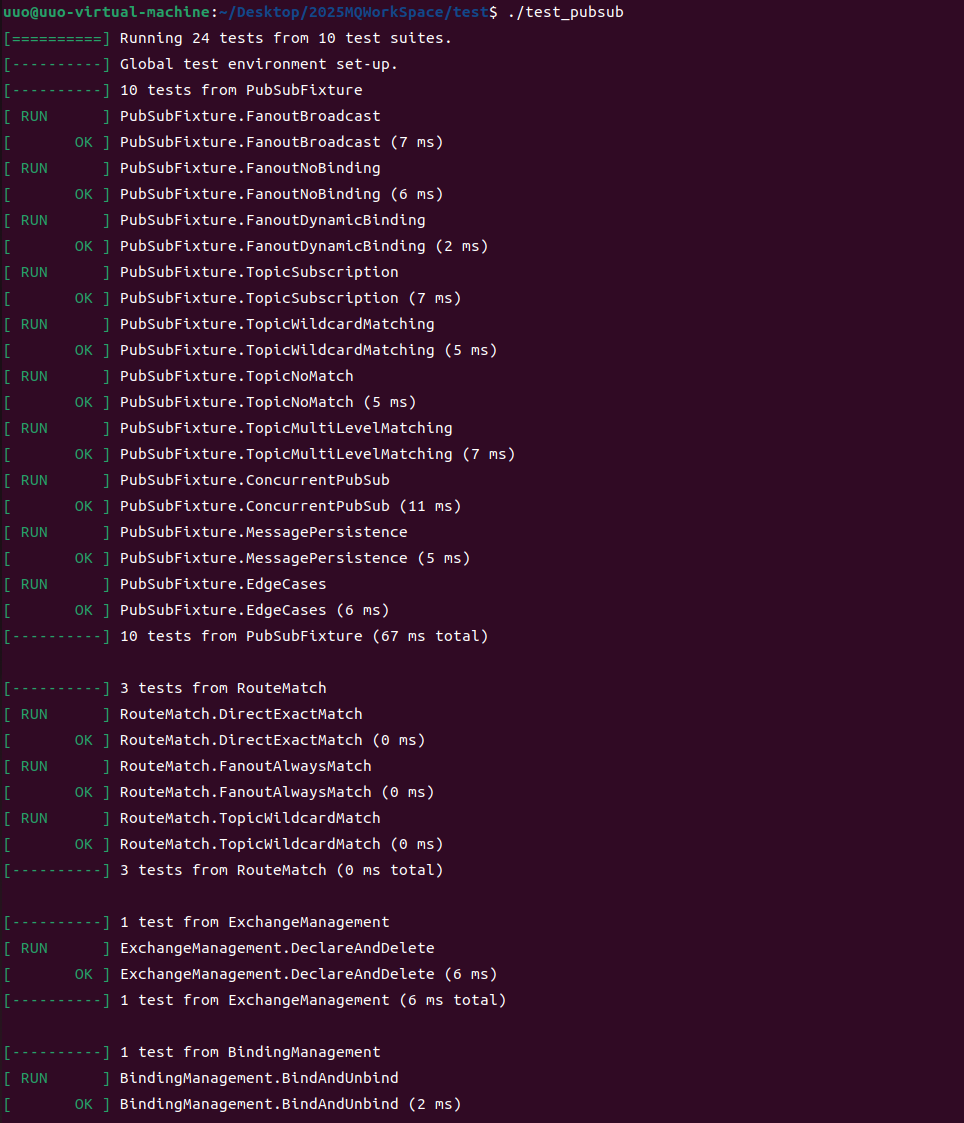 uuo@uuo-virtual-machine:~/Desktop/2025MQWorkSpace/test$ ./test_pubsub
[==========] Running 24 tests from 10 test suites.
[----------] Global test environment set-up.
[----------] 10 tests from PubSubFixture
[ RUN      ] PubSubFixture.FanoutBroadcast
[       OK ] PubSubFixture.FanoutBroadcast (7 ms)
[ RUN      ] PubSubFixture.FanoutNoBinding
[       OK ] PubSubFixture.FanoutNoBinding (6 ms)
[ RUN      ] PubSubFixture.FanoutDynamicBinding
[       OK ] PubSubFixture.FanoutDynamicBinding (2 ms)
[ RUN      ] PubSubFixture.TopicSubscription
[       OK ] PubSubFixture.TopicSubscription (7 ms)
[ RUN      ] PubSubFixture.TopicWildcardMatching
[       OK ] PubSubFixture.TopicWildcardMatching (5 ms)
[ RUN      ] PubSubFixture.TopicNoMatch
[       OK ] PubSubFixture.TopicNoMatch (5 ms)
[ RUN      ] PubSubFixture.TopicMultiLevelMatching
[       OK ] PubSubFixture.TopicMultiLevelMatching (7 ms)
[ RUN      ] PubSubFixture.ConcurrentPubSub
[       OK ] PubSubFixture.ConcurrentPubSub (11 ms)
[ RUN      ] PubSubFixture.MessagePersistence
[       OK ] PubSubFixture.MessagePersistence (5 ms)
[ RUN      ] PubSubFixture.EdgeCases
[       OK ] PubSubFixture.EdgeCases (6 ms)
[----------] 10 tests from PubSubFixture (67 ms total)

[----------] 3 tests from RouteMatch
[ RUN      ] RouteMatch.DirectExactMatch
[       OK ] RouteMatch.DirectExactMatch (0 ms)
[ RUN      ] RouteMatch.FanoutAlwaysMatch
[       OK ] RouteMatch.FanoutAlwaysMatch (0 ms)
[ RUN      ] RouteMatch.TopicWildcardMatch
[       OK ] RouteMatch.TopicWildcardMatch (0 ms)
[----------] 3 tests from RouteMatch (0 ms total)

[----------] 1 test from ExchangeManagement
[ RUN      ] ExchangeManagement.DeclareAndDelete
[       OK ] ExchangeManagement.DeclareAndDelete (6 ms)
[----------] 1 test from ExchangeManagement (6 ms total)

[----------] 1 test from BindingManagement
[ RUN      ] BindingManagement.BindAndUnbind
[       OK ] BindingManagement.BindAndUnbind (2 ms)